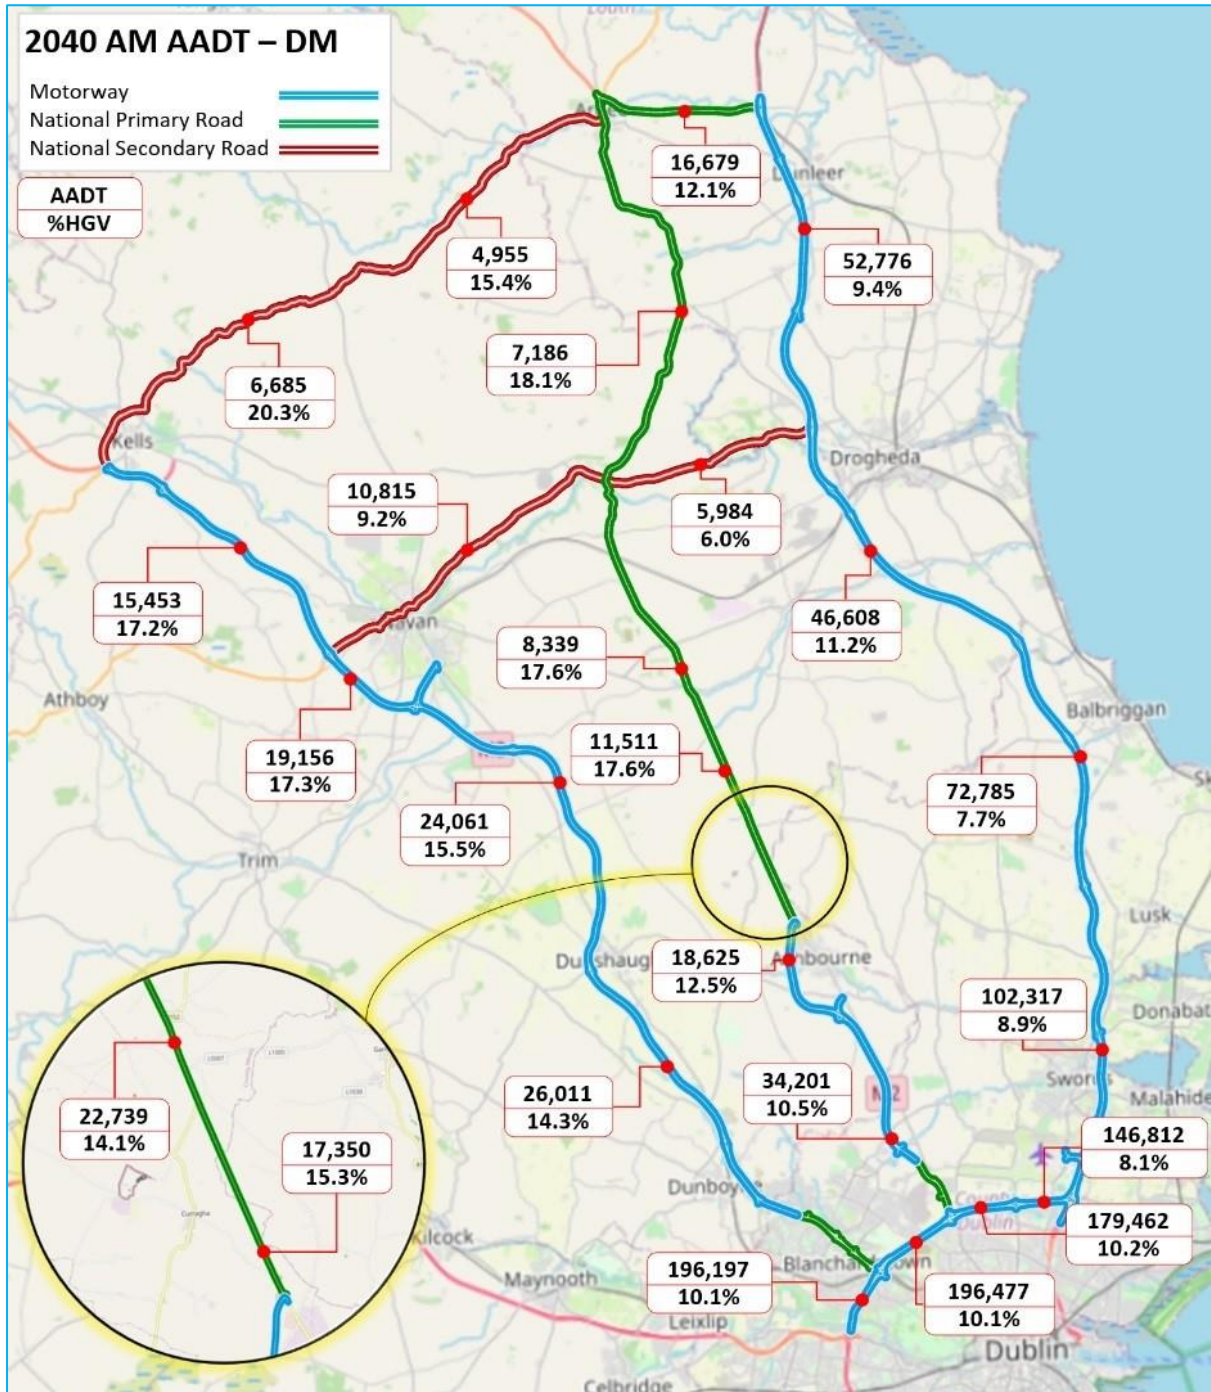 2040 AM AADT – DM
Motorway
National Primary Road
National Secondary Road
AADT
%HGV
16,679
12.1%
4,955
15.4%
52,776
9.4%
7,186
18.1%
6,685
20.3%
Kells
Drogheda
10,815
9.2%
5,984
6.0%
15,453
17.2%
46,608
11.2%
8,339
17.6%
Athboy
Balbriggan
19,156
17.3%
11,511
17.6%
72,785
7.7%
24,061
15.5%
Trim
Lusk
18,625
12.5%
102,317
8.9%
Donabat
Swords
Malahide
26,011
14.3%
34,201
10.5%
22,739
14.1%
17,350
15.3%
146,812
8.1%
Dunboyne
179,462
10.2%
Kilcock
Maynooth
196,197
10.1%
196,477
10.1%
Leixlip
Dublin
Celbridge